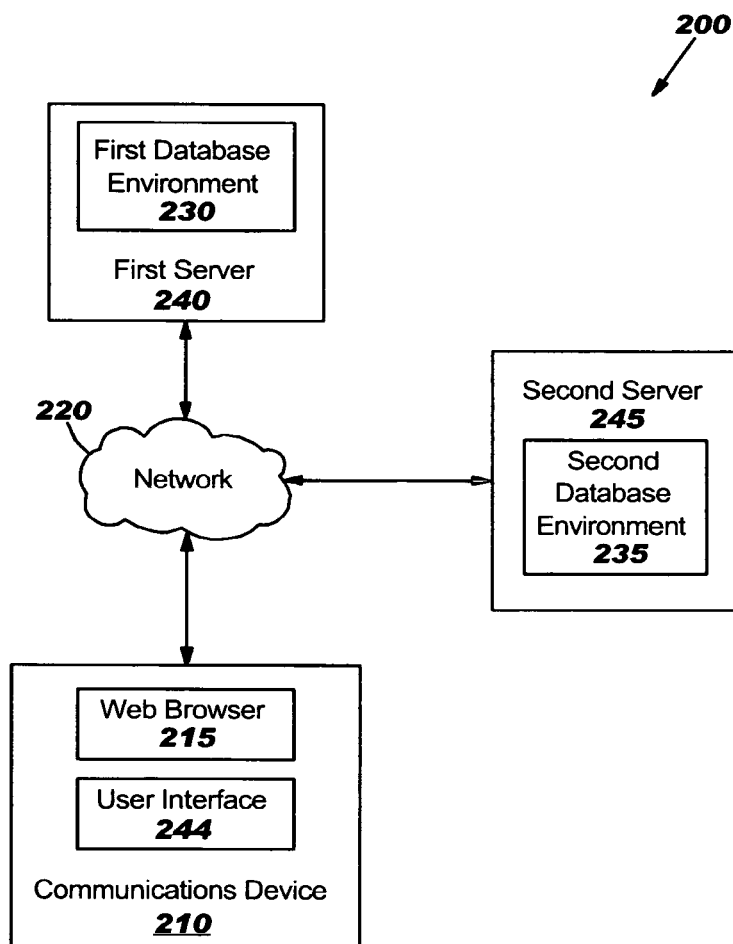 200
First Database
Environment
230
First Server
240
220
Network
Second Server
245
Second
Database
Environment
235
Web Browser
215
User Interface
244
Communications Device
210